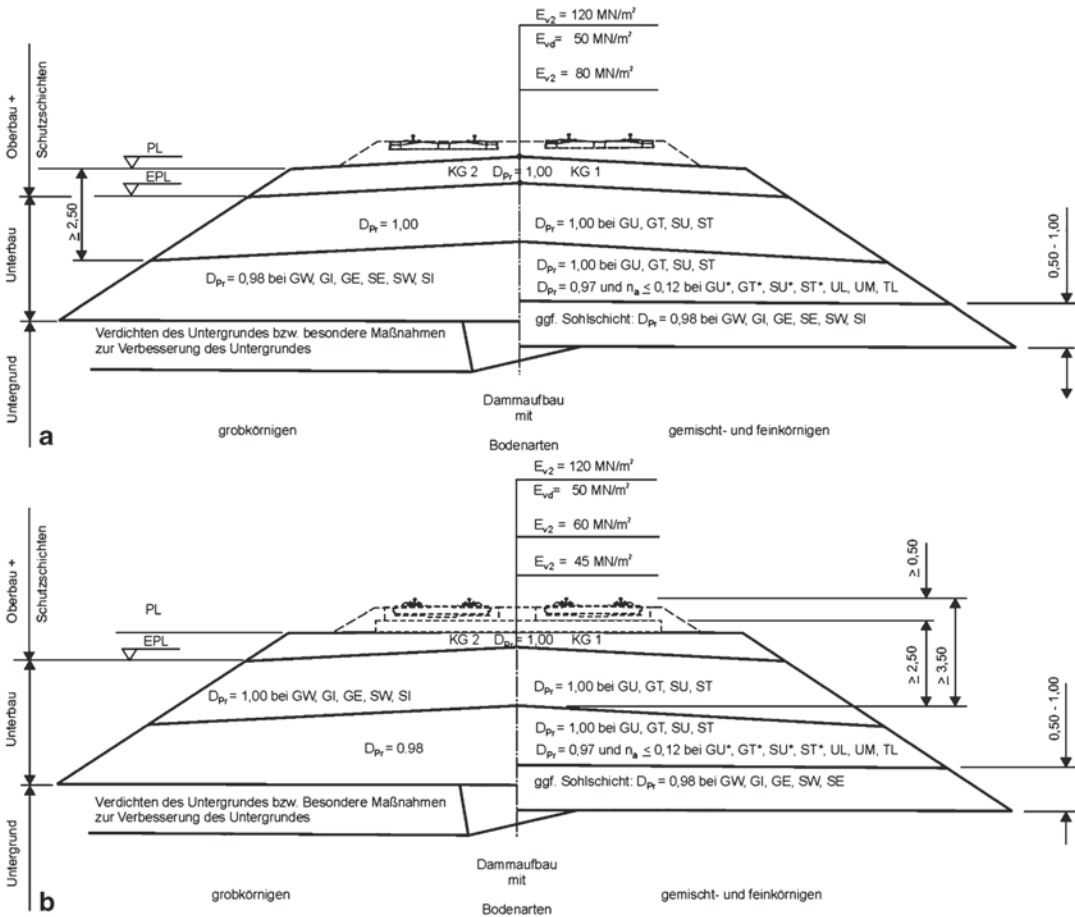 E_v2 = 120 MN/m²
E_vd= 50 MN/m²
E_v2 = 80 MN/m²
Oberbau +
Schutzschichten
PL
EPL
KG 2 D_Pr = 1,00 KG 1
≥ 2,50
Unterbau
D_Pr = 1,00
D_Pr = 1,00 bei GU, GT, SU, ST
D_Pr = 0,98 bei GW, GI, GE, SE, SW, SI
D_Pr = 1,00 bei GU, GT, SU, ST
D_Pr = 0,97 und n_a ≤ 0,12 bei GU*, GT*, SU*, ST*, UL, UM, TL
0,50 - 1,00
ggf. Sohlschicht: D_Pr = 0,98 bei GW, GI, GE, SE, SW, SI
Untergrund
Verdichten des Untergrundes bzw. besondere Maßnahmen
zur Verbesserung des Untergrundes
Dammaufbau
mit
Bodenarten
grobkörnigen
gemischt- und feinkörnigen
a
E_v2 = 120 MN/m²
E_vd= 50 MN/m²
E_v2 = 60 MN/m²
E_v2 = 45 MN/m²
Oberbau +
Schutzschichten
PL
EPL
KG 2 D_Pr = 1,00 KG 1
≥ 0,50
≥ 2,50
≥ 3,50
Unterbau
D_Pr = 1,00 bei GW, GI, GE, SW, SI
D_Pr = 1,00 bei GU, GT, SU, ST
D_Pr = 0.98
D_Pr = 1,00 bei GU, GT, SU, ST
D_Pr = 0,97 und n_a ≤ 0,12 bei GU*, GT*, SU*, ST*, UL, UM, TL
0,50 - 1,00
ggf. Sohlschicht: D_Pr = 0,98 bei GW, GI, GE, SW, SE
Untergrund
Verdichten des Untergrundes bzw. Besondere Maßnahmen
zur Verbesserung des Untergrundes
Dammaufbau
mit
Bodenarten
grobkörnigen
gemischt- und feinkörnigen
b